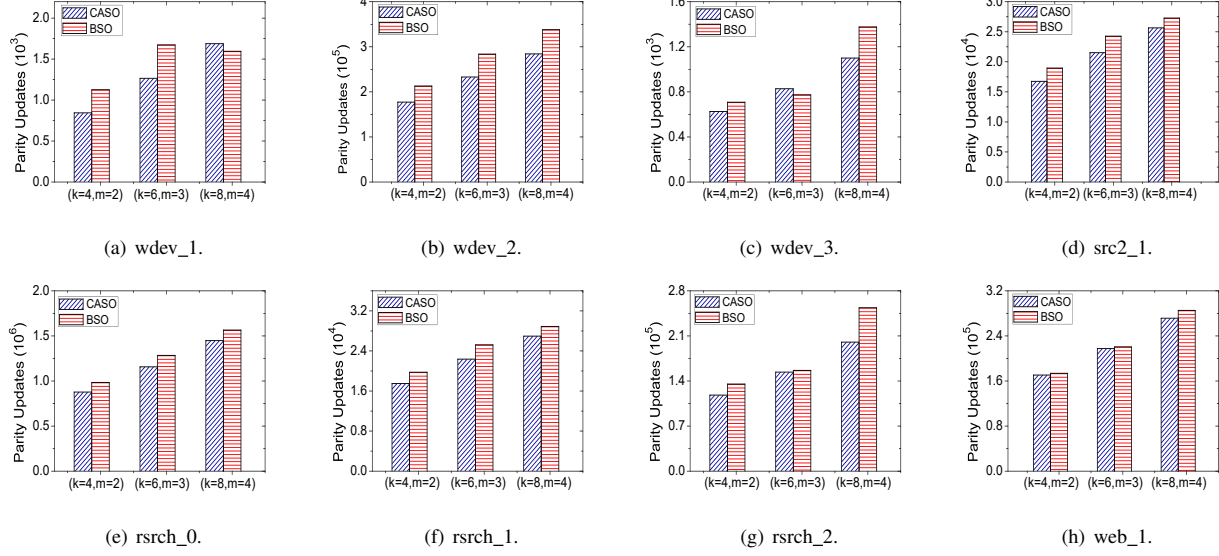 Parity Updates (10³)
2.0
1.5
1.0
0.5
0.0
CASO
BSO
(k=4,m=2) (k=6,m=3) (k=8,m=4)
(a) wdev_1.
Parity Updates (10⁵)
4
3
2
1
0
CASO
BSO
(k=4,m=2) (k=6,m=3) (k=8,m=4)
(b) wdev_2.
Parity Updates (10³)
1.6
1.2
0.8
0.4
0.0
CASO
BSO
(k=4,m=2) (k=6,m=3) (k=8,m=4)
(c) wdev_3.
Parity Updates (10⁴)
3.0
2.5
2.0
1.5
1.0
0.5
0.0
CASO
BSO
(k=4,m=2) (k=6,m=3) (k=8,m=4)
(d) src2_1.
Parity Updates (10⁶)
2.0
1.5
1.0
0.5
0.0
CASO
BSO
(k=4,m=2) (k=6,m=3) (k=8,m=4)
(e) rsrch_0.
Parity Updates (10⁴)
3.2
2.4
1.6
0.8
0.0
CASO
BSO
(k=4,m=2) (k=6,m=3) (k=8,m=4)
(f) rsrch_1.
Parity Updates (10⁵)
2.8
2.1
1.4
0.7
0.0
CASO
BSO
(k=4,m=2) (k=6,m=3) (k=8,m=4)
(g) rsrch_2.
Parity Updates (10⁵)
3.2
2.4
1.6
0.8
0.0
CASO
BSO
(k=4,m=2) (k=6,m=3) (k=8,m=4)
(h) web_1.